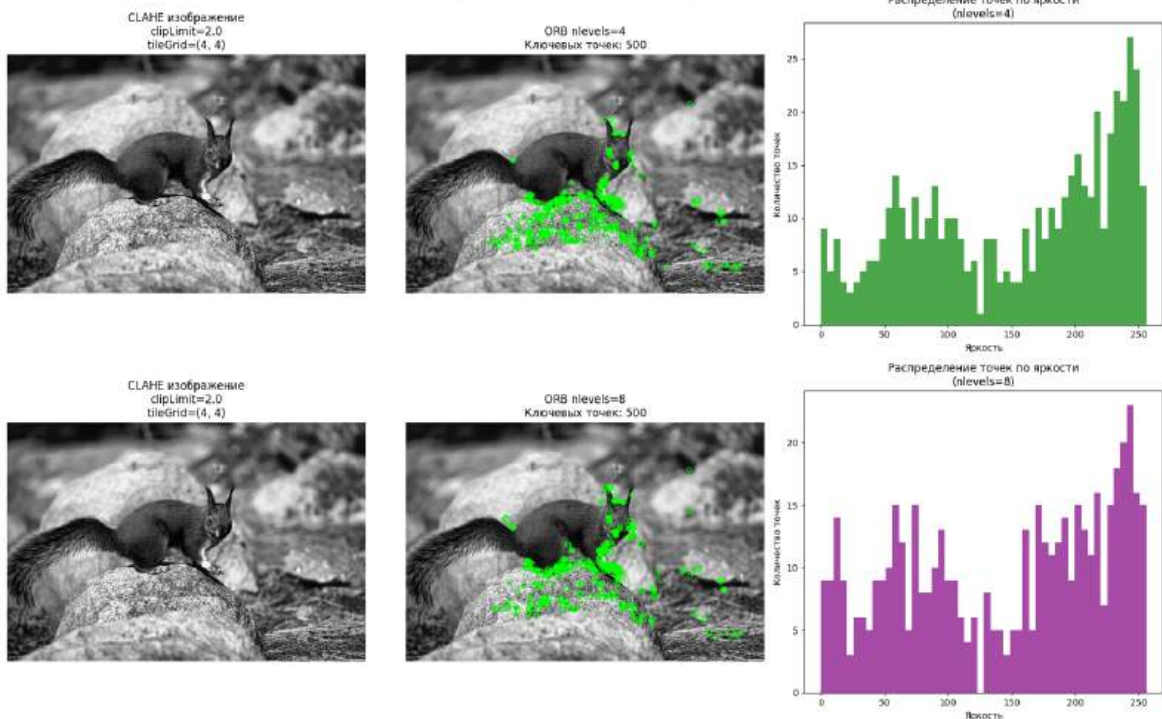 CLAHE изображение
clipLimit=2.0
tileGrid=(4, 4)
ORB nlevels=4
Ключевых точек: 500
Распределение точек по яркости
(nlevels=4)
Количество точек
25
20
15
10
5
0
0 50 100 150 200 250
Яркость
CLAHE изображение
clipLimit=2.0
tileGrid=(4, 4)
ORB nlevels=8
Ключевых точек: 500
Распределение точек по яркости
(nlevels=8)
Количество точек
20
15
10
5
0
0 50 100 150 200 250
Яркость